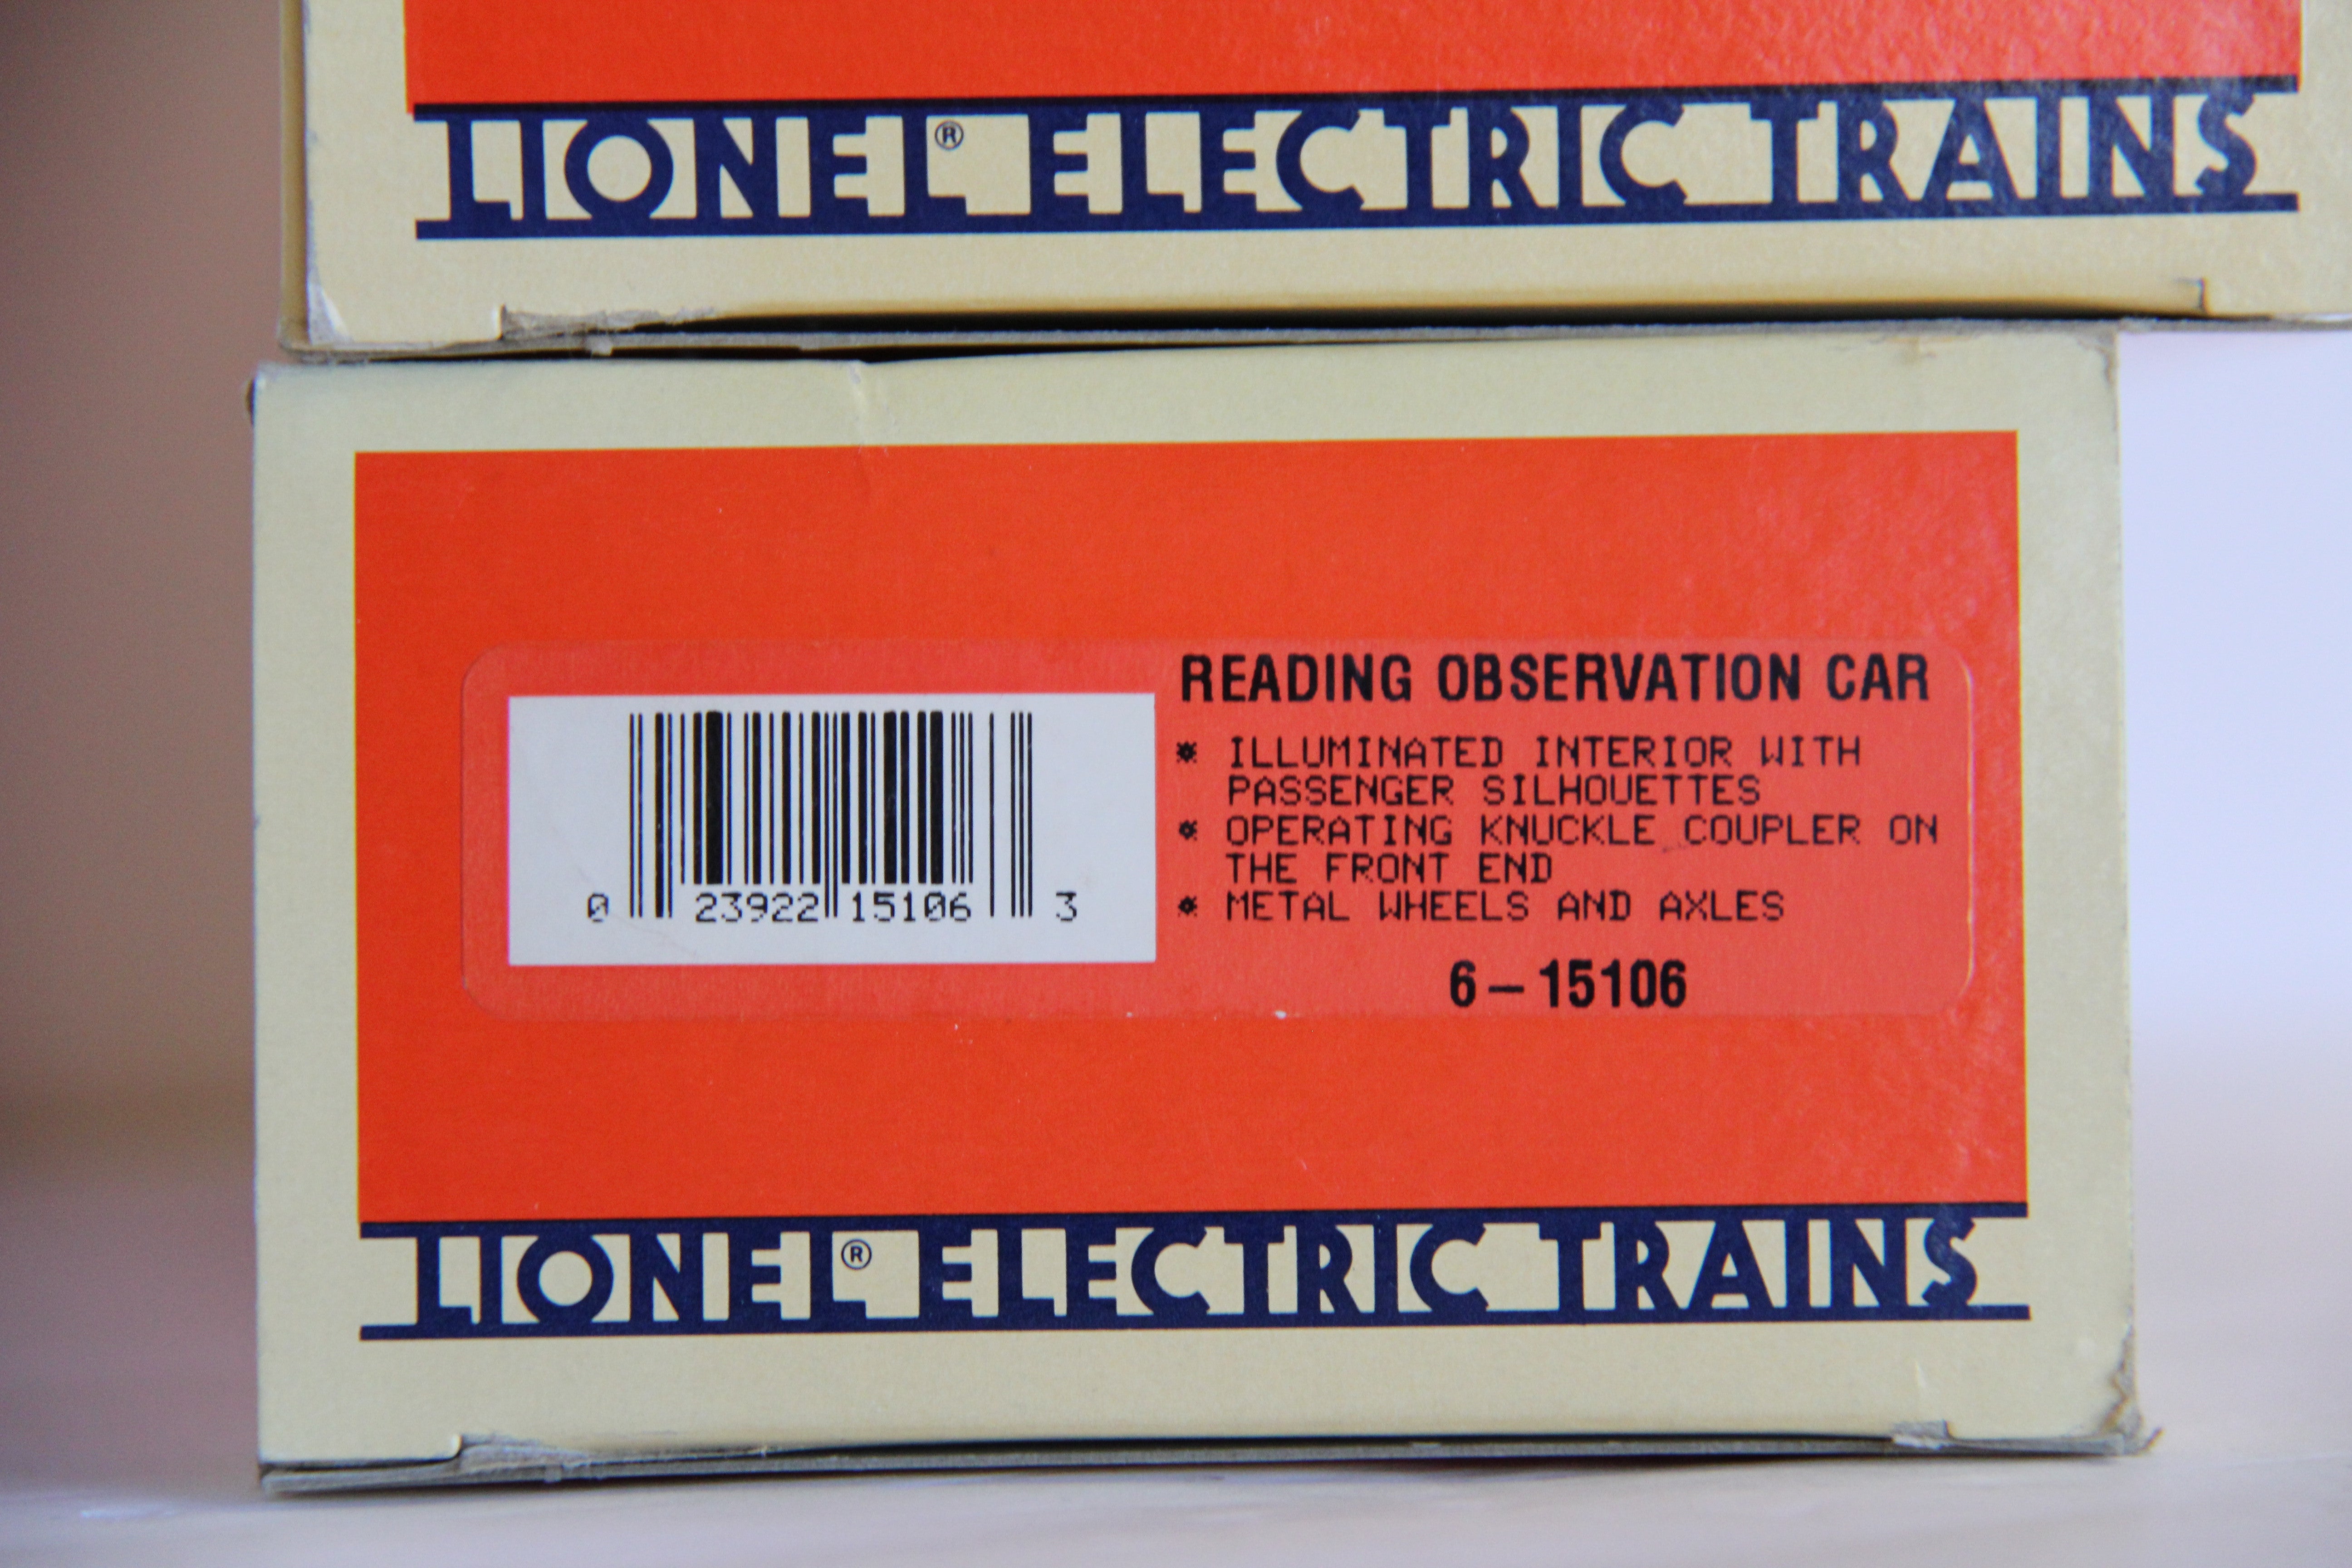 LIONEL® ELECTRIC TRAINS
READING OBSERVATION CAR
* ILLUMINATED INTERIOR WITH
PASSENGER SILHOUETTES
* OPERATING KNUCKLE COUPLER ON
THE FRONT END
* METAL WHEELS AND AXLES
6-15106
0 23922 15106 3
LIONEL® ELECTRIC TRAINS